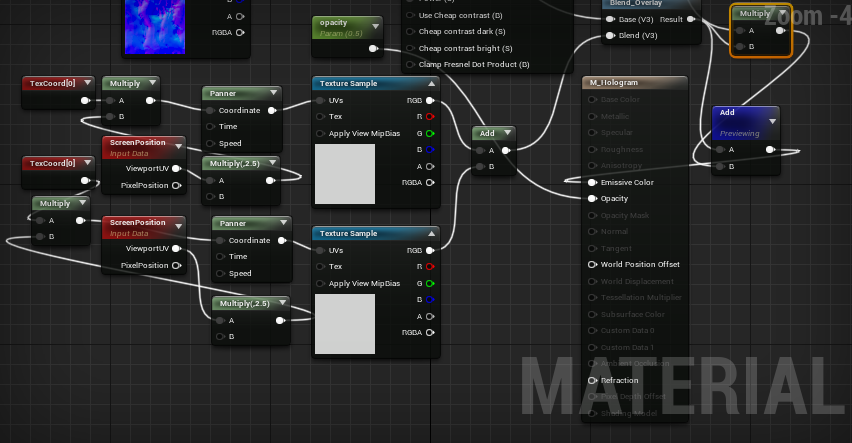 A
RGBA
opacity
Param (0.5)
Use Cheap contrast (B)
Cheap contrast dark (S)
Cheap contrast bright (S)
Clamp Fresnel Dot Product (B)
Blend_Overlay
Base (V3) Result
Blend (V3)
Multiply
A
B
Zoom -4
TexCoord[0]
Multiply
A
B
Panner
Coordinate
Time
Speed
Texture Sample
UVs RGB
Tex R
Apply View MipBias G
B
A
RGBA
ScreenPosition
Input Data
ViewportUV
PixelPosition
TexCoord[0]
Multiply(,2.5)
A
B
Add
A
B
M_Hologram
Base Color
Metallic
Specular
Roughness
Anisotropy
Emissive Color
Opacity
Opacity Mask
Normal
Tangent
World Position Offset
World Displacement
Tessellation Multiplier
Subsurface Color
Custom Data 0
Custom Data 1
Ambient Occlusion
Refraction
Pixel Depth Offset
Shading Model
Add
Previewing
A
B
Multiply
A
B
ScreenPosition
Input Data
ViewportUV
PixelPosition
Panner
Coordinate
Time
Speed
Texture Sample
UVs RGB
Tex R
Apply View MipBias G
B
A
RGBA
Multiply(,2.5)
A
B
MATERIAL